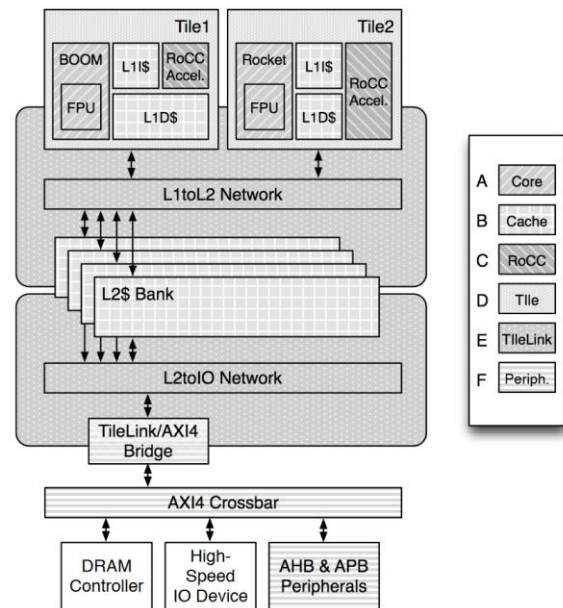 Tile1
BOOM
FPU
L1I$
RoCC
Accel.
L1D$
Tile2
Rocket
FPU
L1I$
L1D$
RoCC
Accel.
L1toL2 Network
L2$ Bank
L2toIO Network
TileLink/AXI4
Bridge
AXI4 Crossbar
DRAM
Controller
High-
Speed
IO Device
AHB & APB
Peripherals
A Core
B Cache
C RoCC
D TIle
E TIleLink
F Periph.